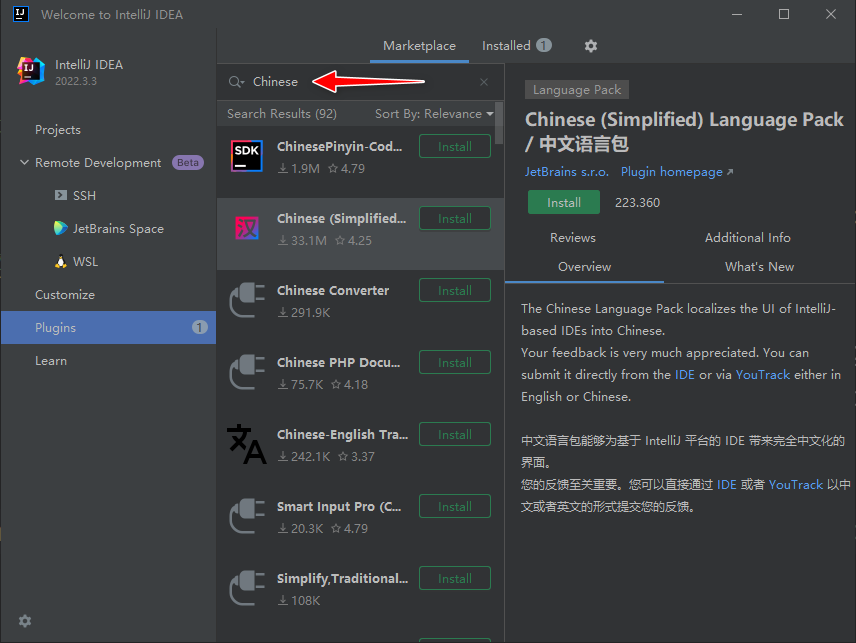 Welcome to IntelliJ IDEA
IntelliJ IDEA
2022.3.3
Projects
Remote Development Beta
SSH
JetBrains Space
WSL
Customize
Plugins 1
Learn
Marketplace Installed 1
Chinese
Search Results (92) Sort By: Relevance
SDK
ChinesePinyin-Cod... Install
1.9M 4.79
汉
Chinese (Simplified... Install
33.1M 4.25
Chinese Converter Install
291.9K
Chinese PHP Docu... Install
75.7K 4.18
Chinese-English Tra... Install
242.1K 3.37
Smart Input Pro (C... Install
20.3K 4.79
Simplify,Traditional... Install
108K
Language Pack
Chinese (Simplified) Language Pack
/ 中文语言包
JetBrains s.r.o. Plugin homepage
Install 223.360
Reviews Additional Info
Overview What's New
The Chinese Language Pack localizes the UI of IntelliJ-
based IDEs into Chinese.
Your feedback is very much appreciated. You can
submit it directly from the IDE or via YouTrack either in
English or Chinese.
中文语言包能够为基于 IntelliJ 平台的 IDE 带来完全中文化的
界面。
您的反馈至关重要。您可以直接通过 IDE 或者 YouTrack 以中
文或者英文的形式提交您的反馈。